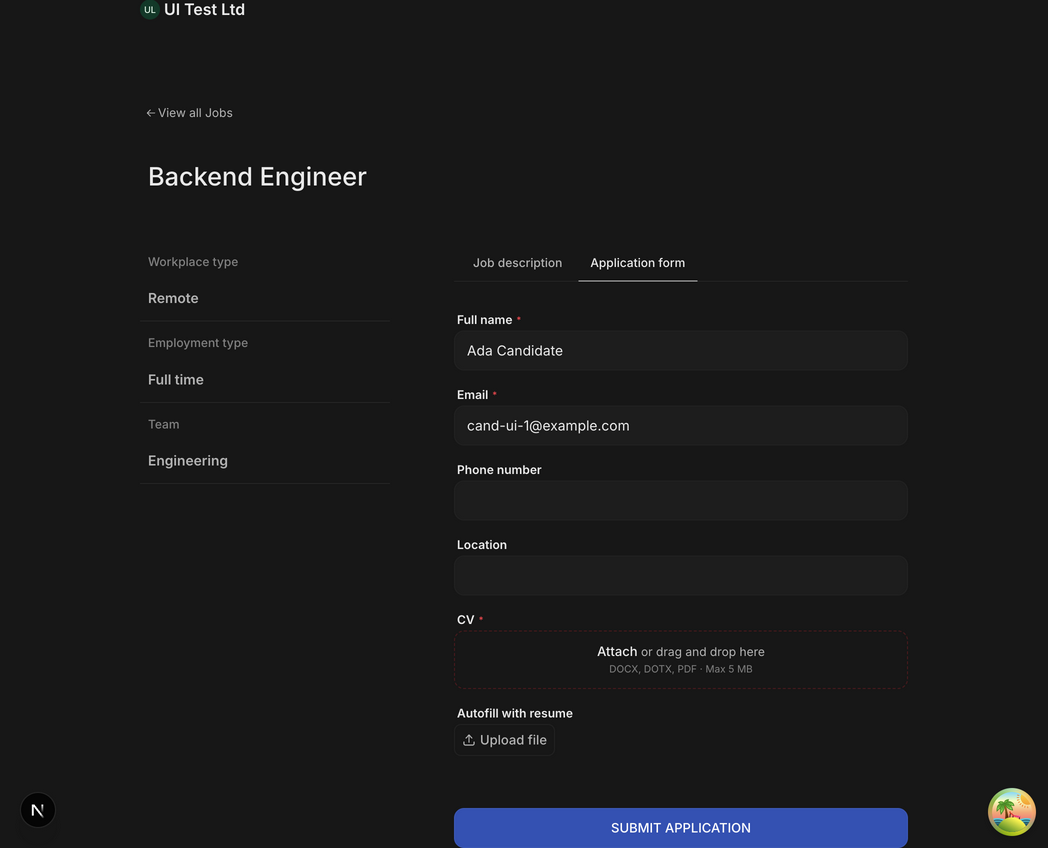 UL UI Test Ltd
← View all Jobs
Backend Engineer
Workplace type
Remote
Employment type
Full time
Team
Engineering
Job description Application form
Full name *
Ada Candidate
Email *
cand-ui-1@example.com
Phone number
Location
CV *
Attach or drag and drop here
DOCX, DOTX, PDF · Max 5 MB
Autofill with resume
Upload file
N
SUBMIT APPLICATION